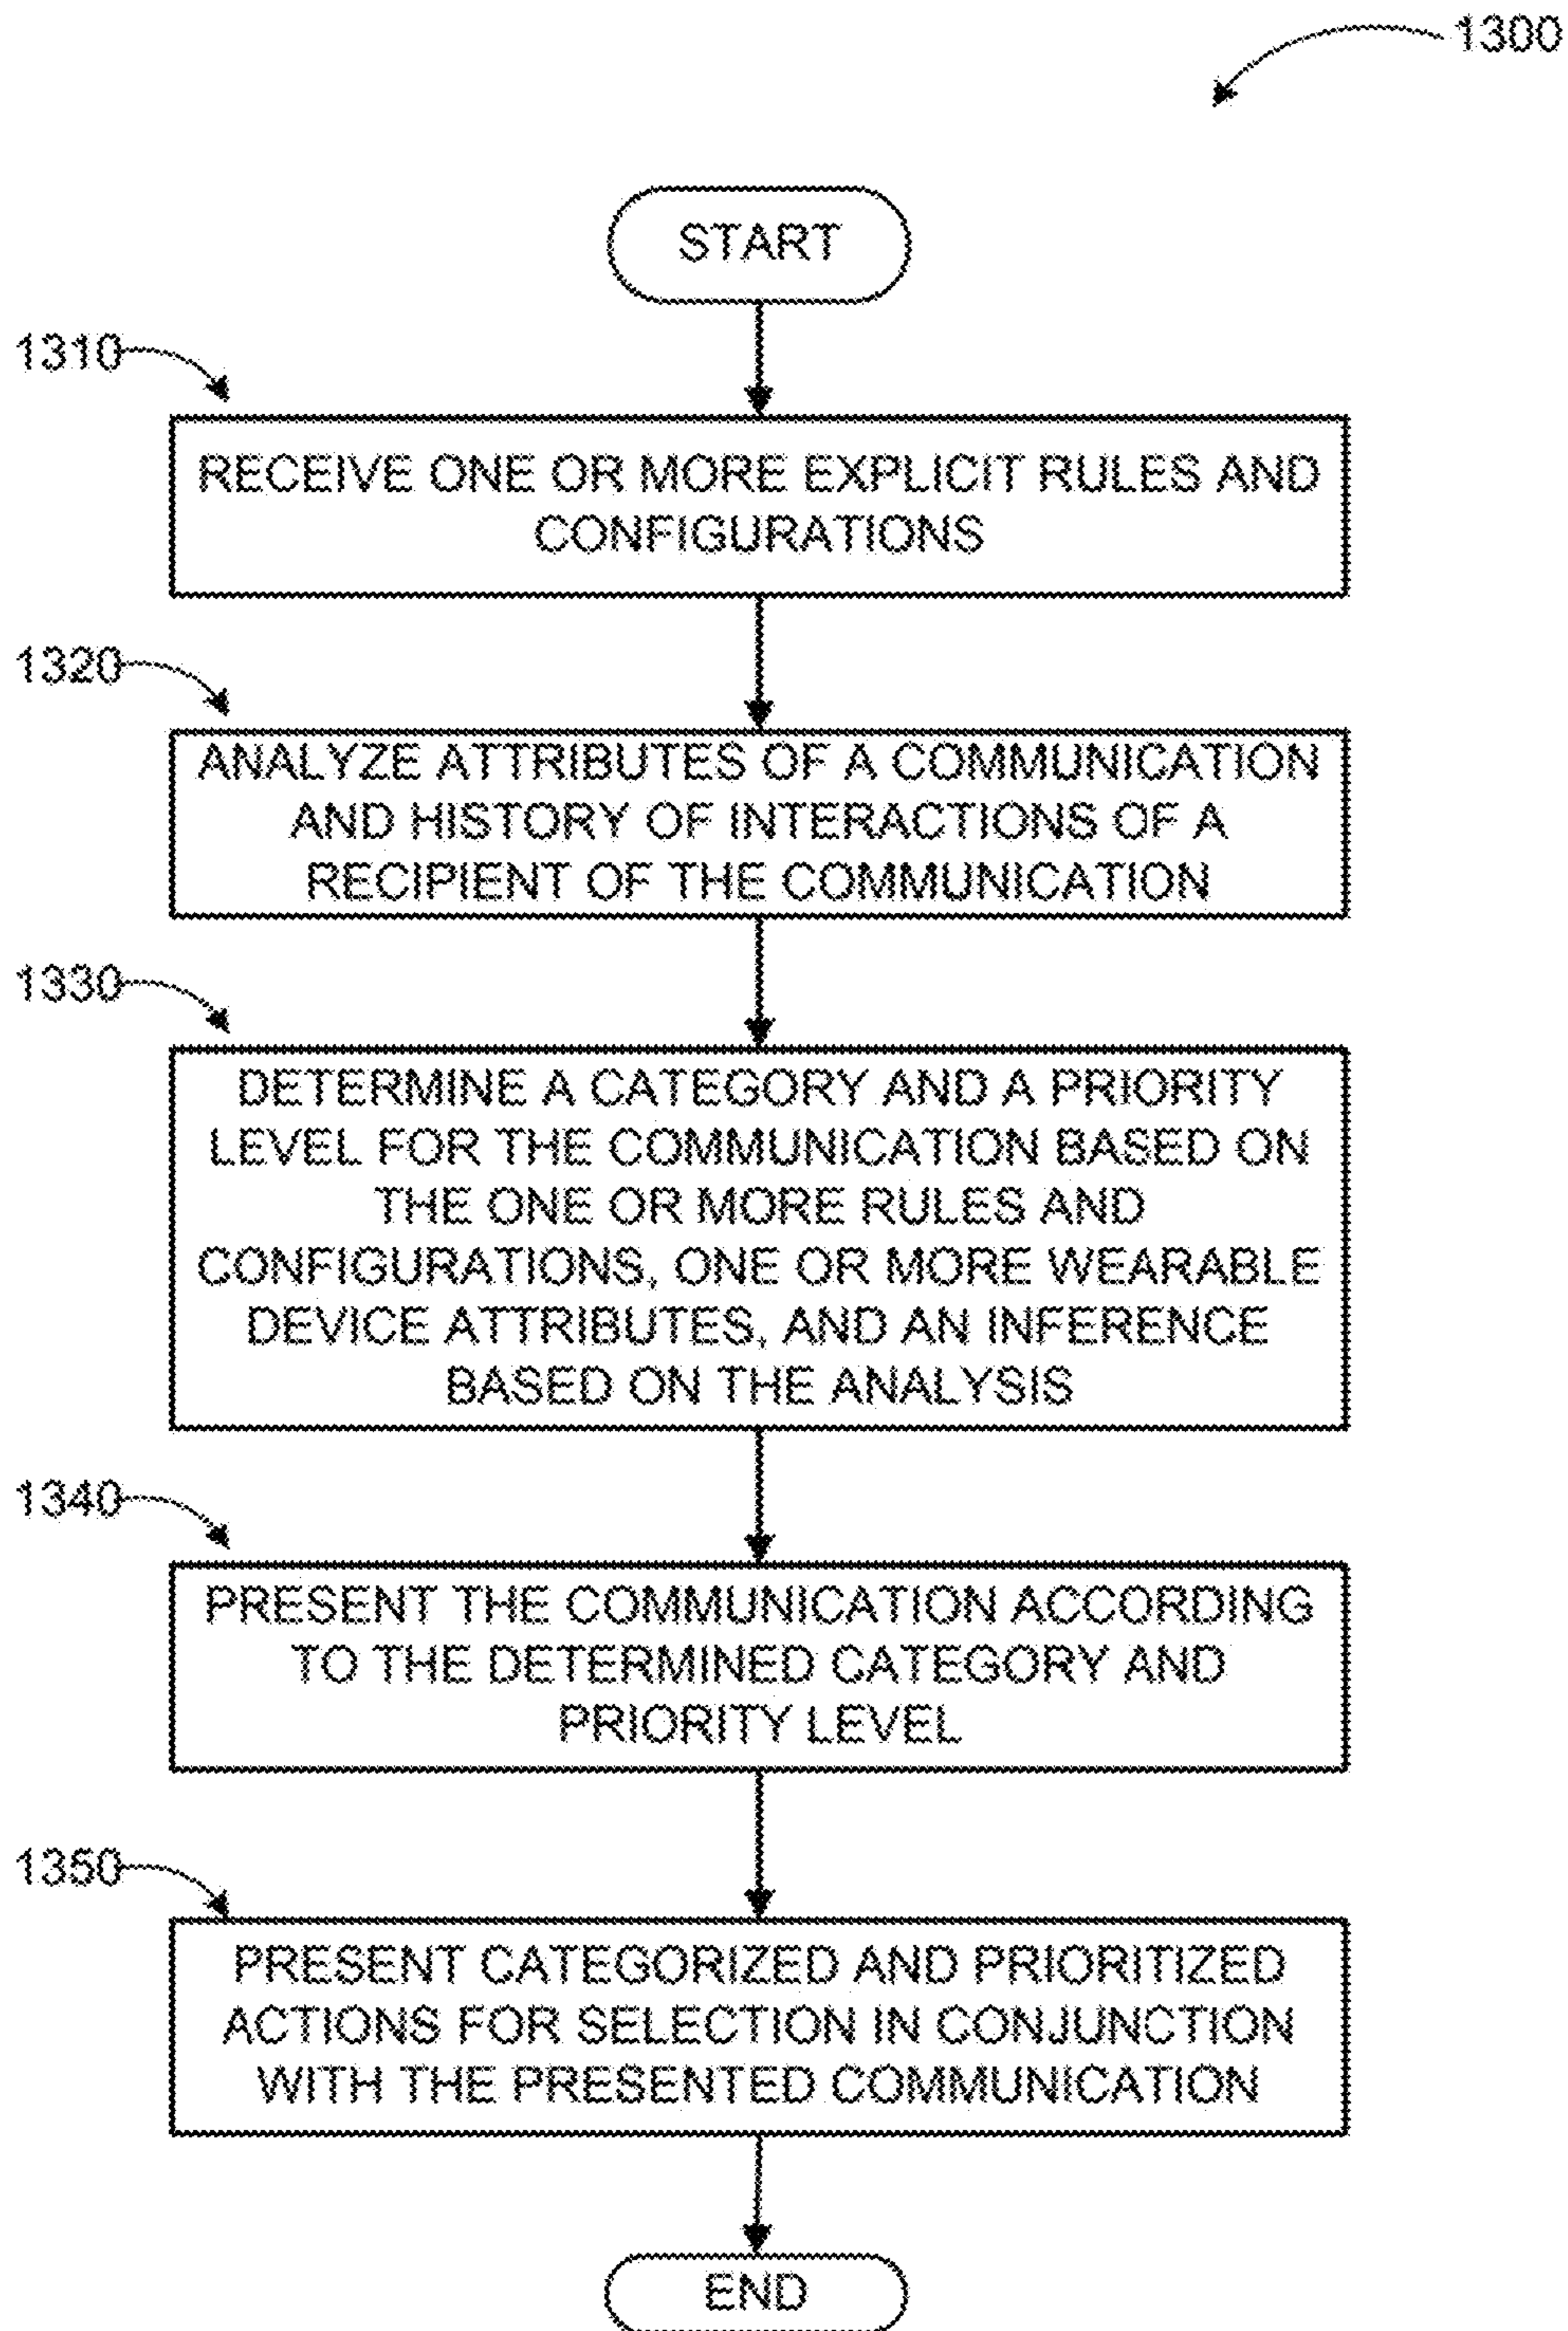 1300
START
1310
RECEIVE ONE OR MORE EXPLICIT RULES AND
CONFIGURATIONS
1320
ANALYZE ATTRIBUTES OF A COMMUNICATION
AND HISTORY OF INTERACTIONS OF A
RECIPIENT OF THE COMMUNICATION
1330
DETERMINE A CATEGORY AND A PRIORITY
LEVEL FOR THE COMMUNICATION BASED ON
THE ONE OR MORE RULES AND
CONFIGURATIONS, ONE OR MORE WEARABLE
DEVICE ATTRIBUTES, AND AN INFERENCE
BASED ON THE ANALYSIS
1340
PRESENT THE COMMUNICATION ACCORDING
TO THE DETERMINED CATEGORY AND
PRIORITY LEVEL
1350
PRESENT CATEGORIZED AND PRIORITIZED
ACTIONS FOR SELECTION IN CONJUNCTION
WITH THE PRESENTED COMMUNICATION
END